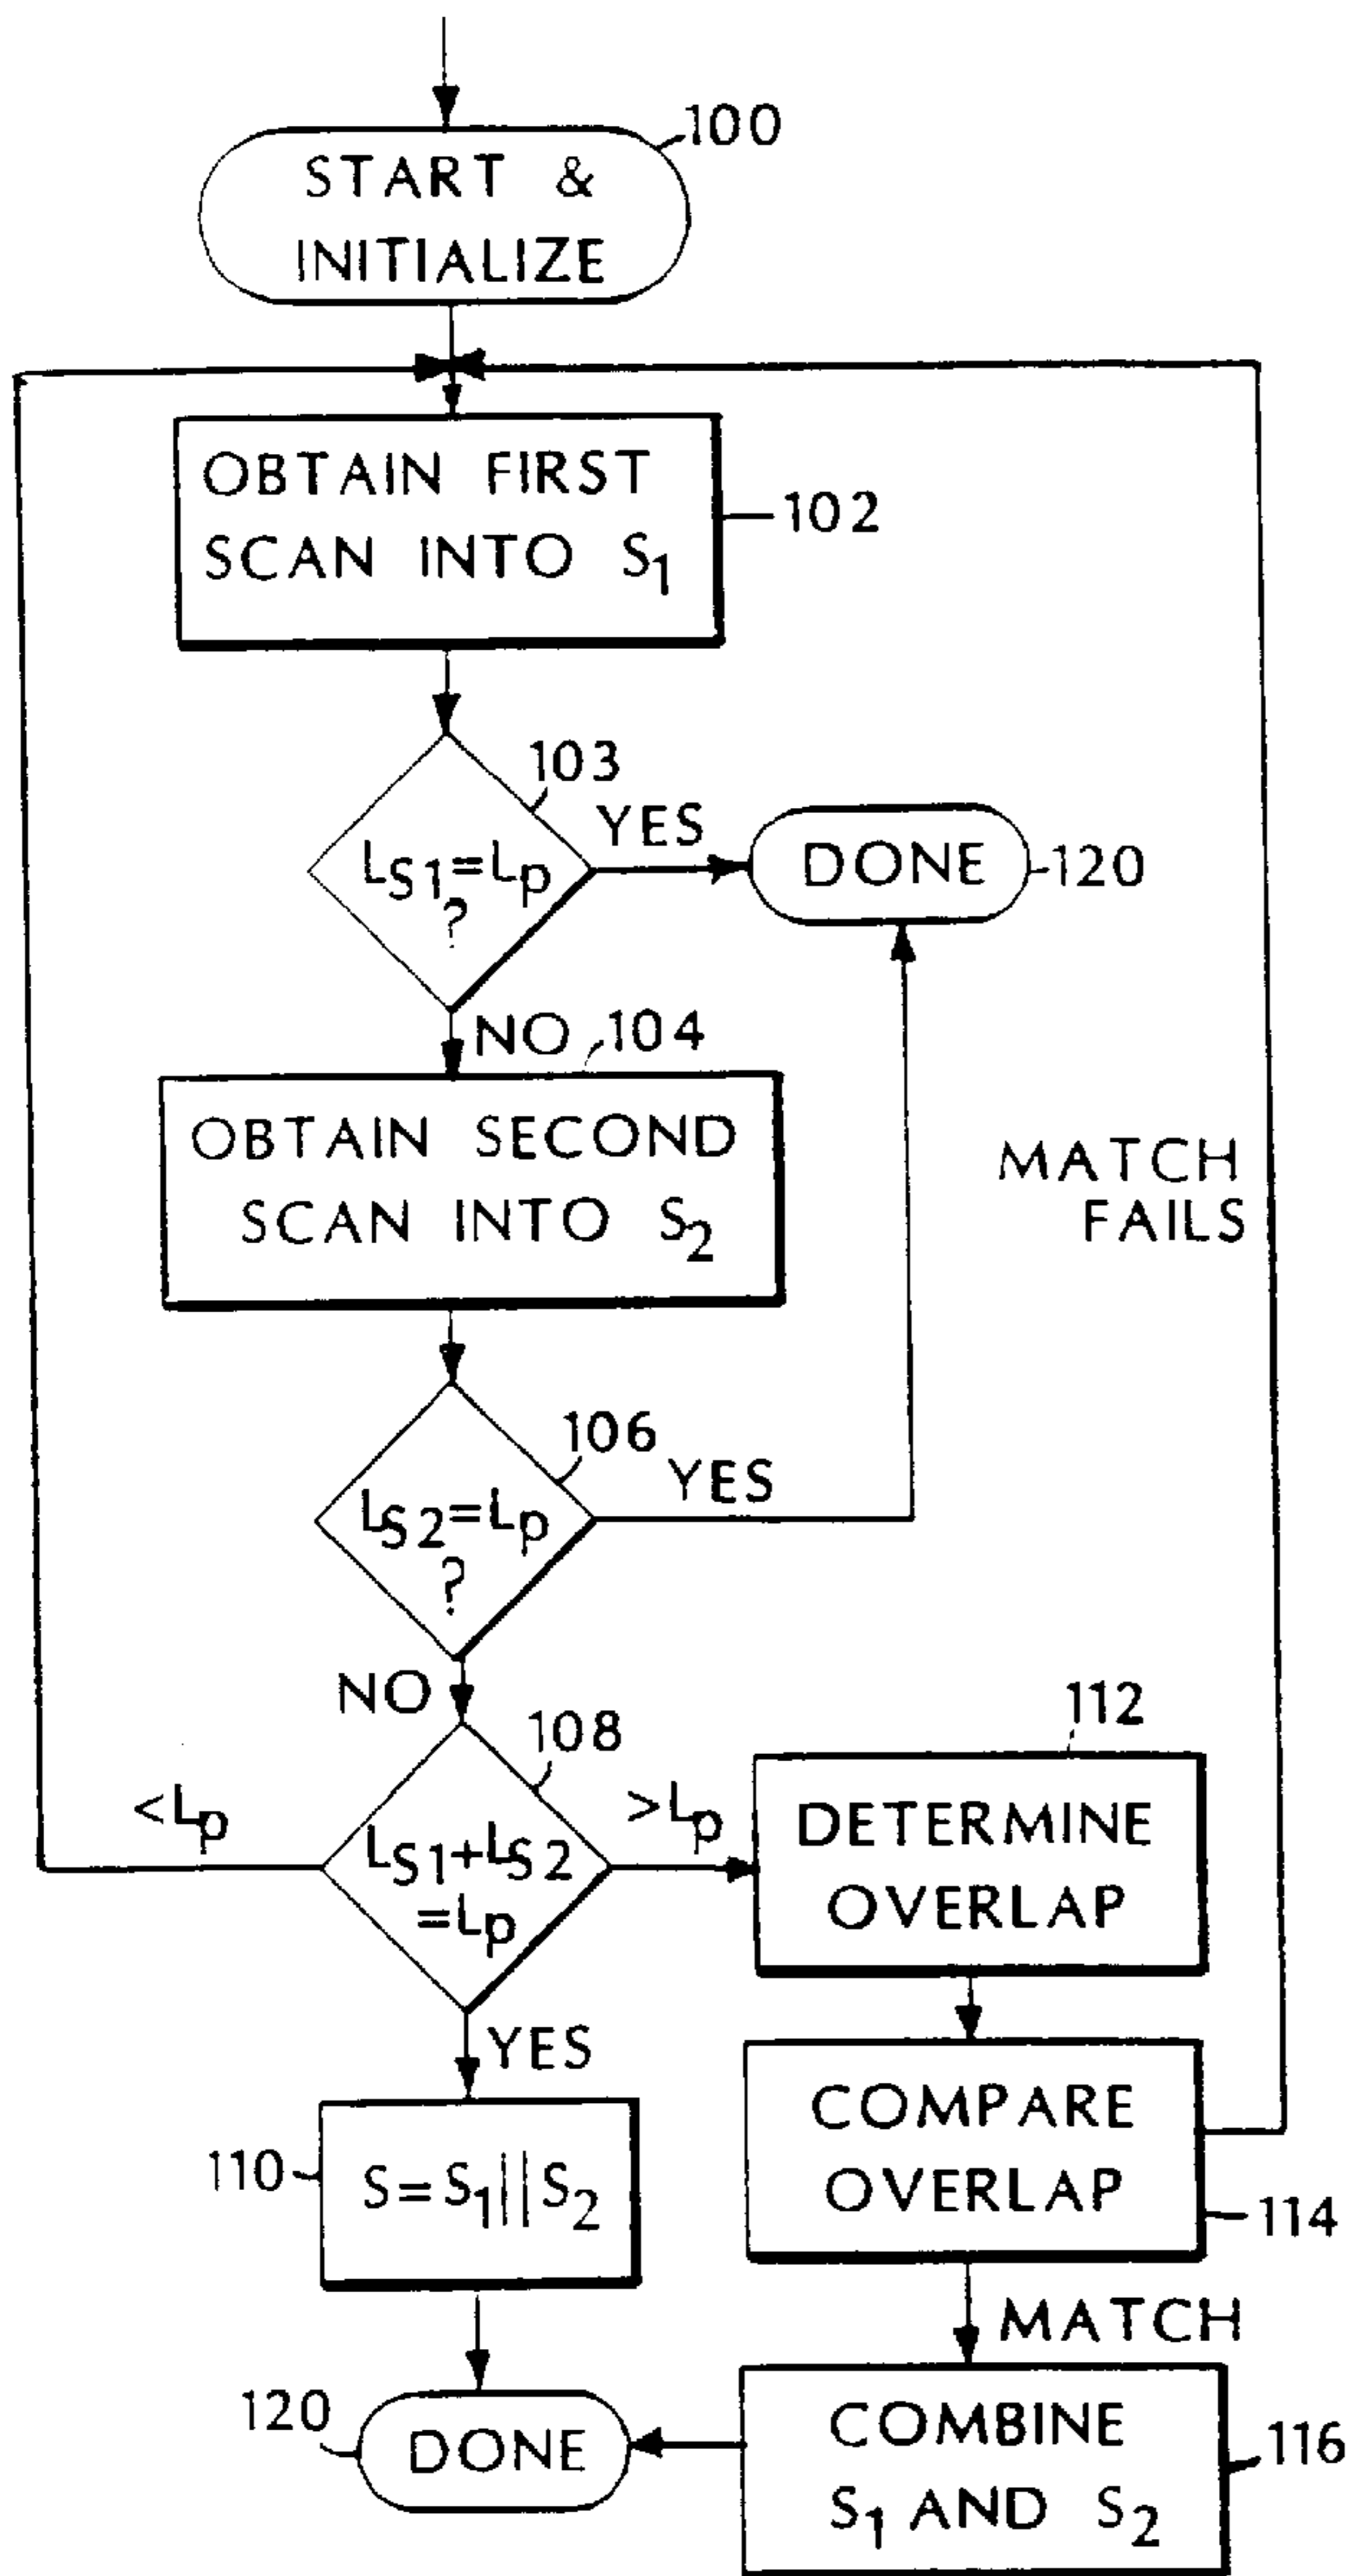 100
START &
INITIALIZE
OBTAIN FIRST
SCAN INTO S1
102
103
YES
LS1=Lp
?
DONE
120
NO
104
OBTAIN SECOND
SCAN INTO S2
MATCH
FAILS
106
YES
LS2=Lp
?
NO
108
112
<Lp
>Lp
LS1+LS2
=Lp
DETERMINE
OVERLAP
YES
COMPARE
OVERLAP
110
S=S1||S2
114
MATCH
120
DONE
COMBINE
S1 AND S2
116